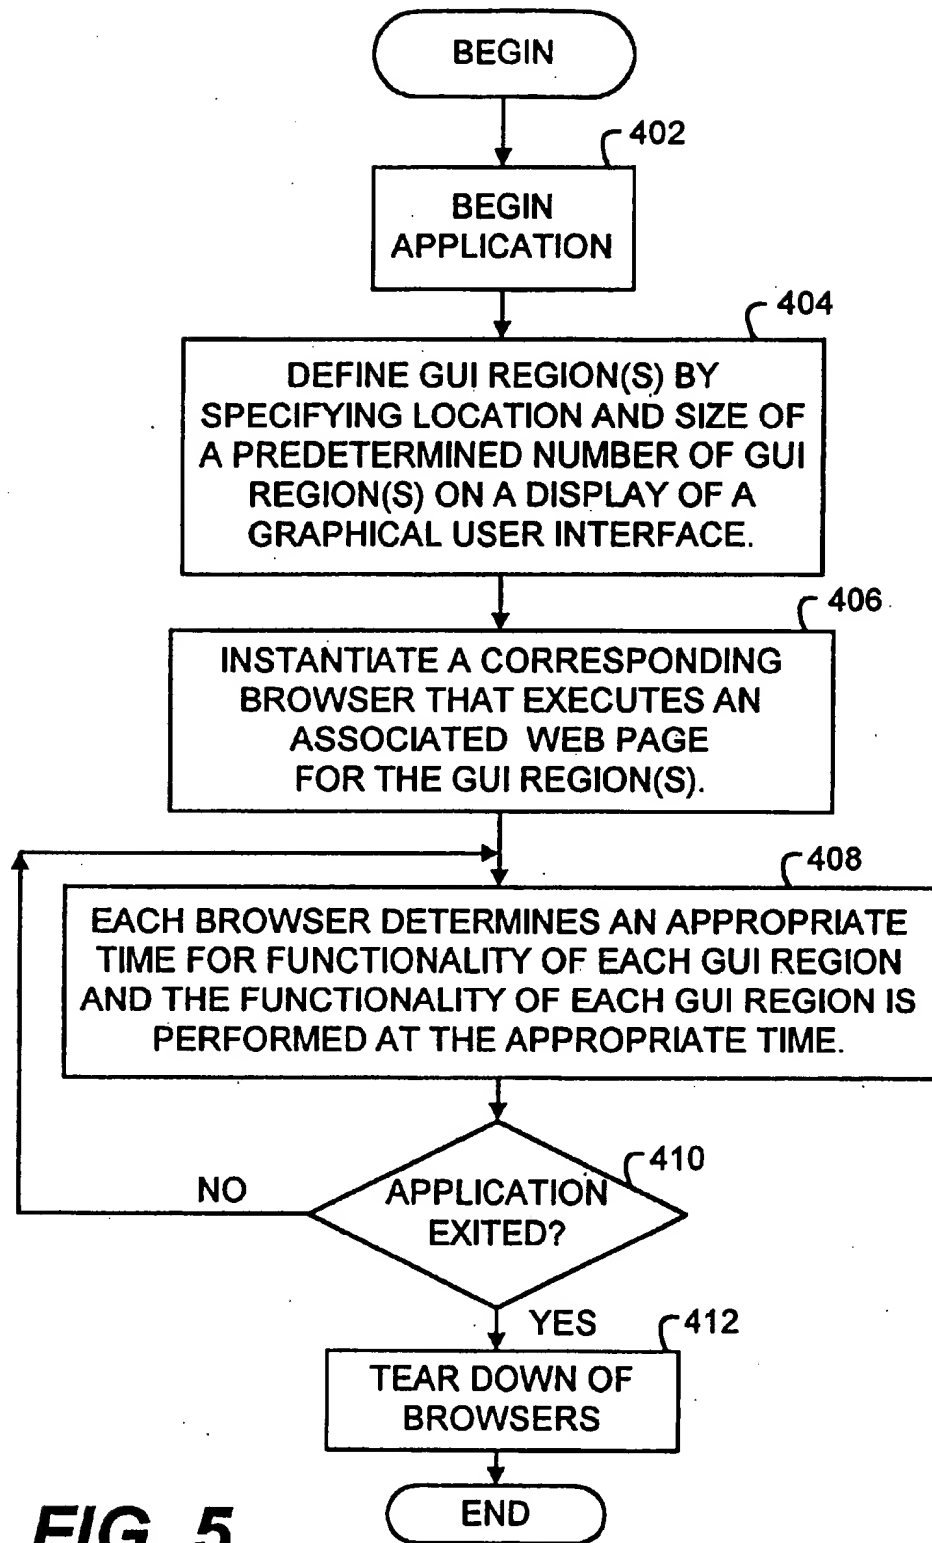 BEGIN
402
BEGIN
APPLICATION
404
DEFINE GUI REGION(S) BY
SPECIFYING LOCATION AND SIZE OF
A PREDETERMINED NUMBER OF GUI
REGION(S) ON A DISPLAY OF A
GRAPHICAL USER INTERFACE.
406
INSTANTIATE A CORRESPONDING
BROWSER THAT EXECUTES AN
ASSOCIATED WEB PAGE
FOR THE GUI REGION(S).
408
EACH BROWSER DETERMINES AN APPROPRIATE
TIME FOR FUNCTIONALITY OF EACH GUI REGION
AND THE FUNCTIONALITY OF EACH GUI REGION IS
PERFORMED AT THE APPROPRIATE TIME.
410
NO
APPLICATION
EXITED?
YES
412
TEAR DOWN OF
BROWSERS
END
FIG. 5